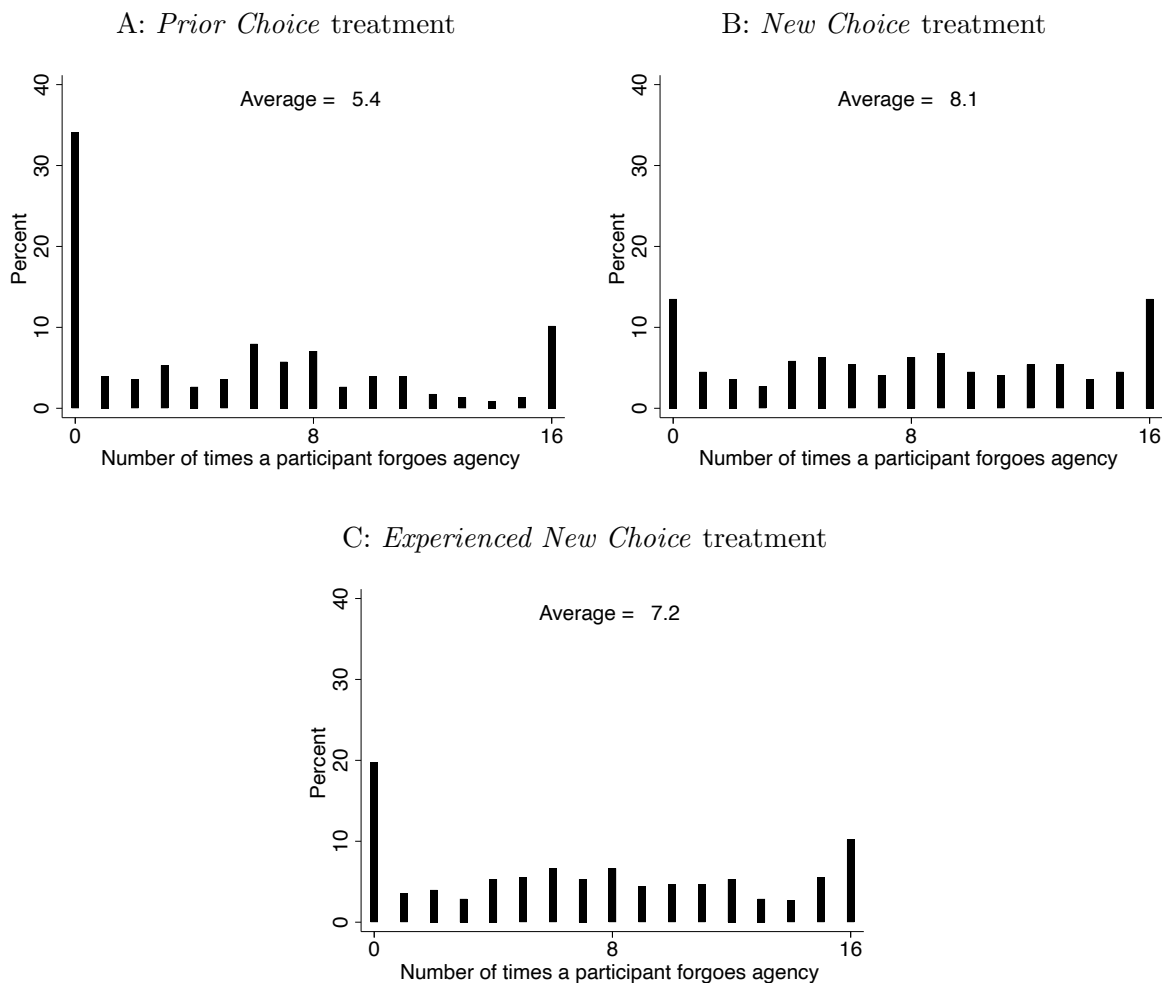 A: Prior Choice treatment
B: New Choice treatment
Average = 5.4
Percent
0 10 20 30 40
0 8 16
Number of times a participant forgoes agency
Average = 8.1
Percent
0 10 20 30 40
0 8 16
Number of times a participant forgoes agency
C: Experienced New Choice treatment
Average = 7.2
Percent
0 10 20 30 40
0 8 16
Number of times a participant forgoes agency